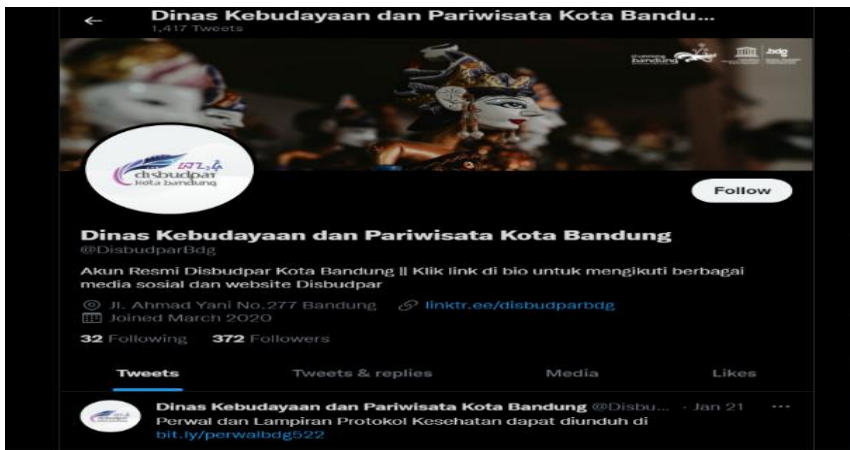 Dinas Kebudayaan dan Pariwisata Kota Bandu...
1,417 Tweets
bandung
.bdg
disbudpar
kota bandung
Follow
Dinas Kebudayaan dan Pariwisata Kota Bandung
@DisbudparBdg
Akun Resmi Disbudpar Kota Bandung || Klik link di bio untuk mengikuti berbagai
media sosial dan website Disbudpar
Jl. Ahmad Yani No.277 Bandung linktr.ee/disbudparbdg
Joined March 2020
32 Following 372 Followers
Tweets Tweets & replies Media Likes
Dinas Kebudayaan dan Pariwisata Kota Bandung @Disbu... · Jan 21
Perwal dan Lampiran Protokol Kesehatan dapat diunduh di
bit.ly/perwalbdg522